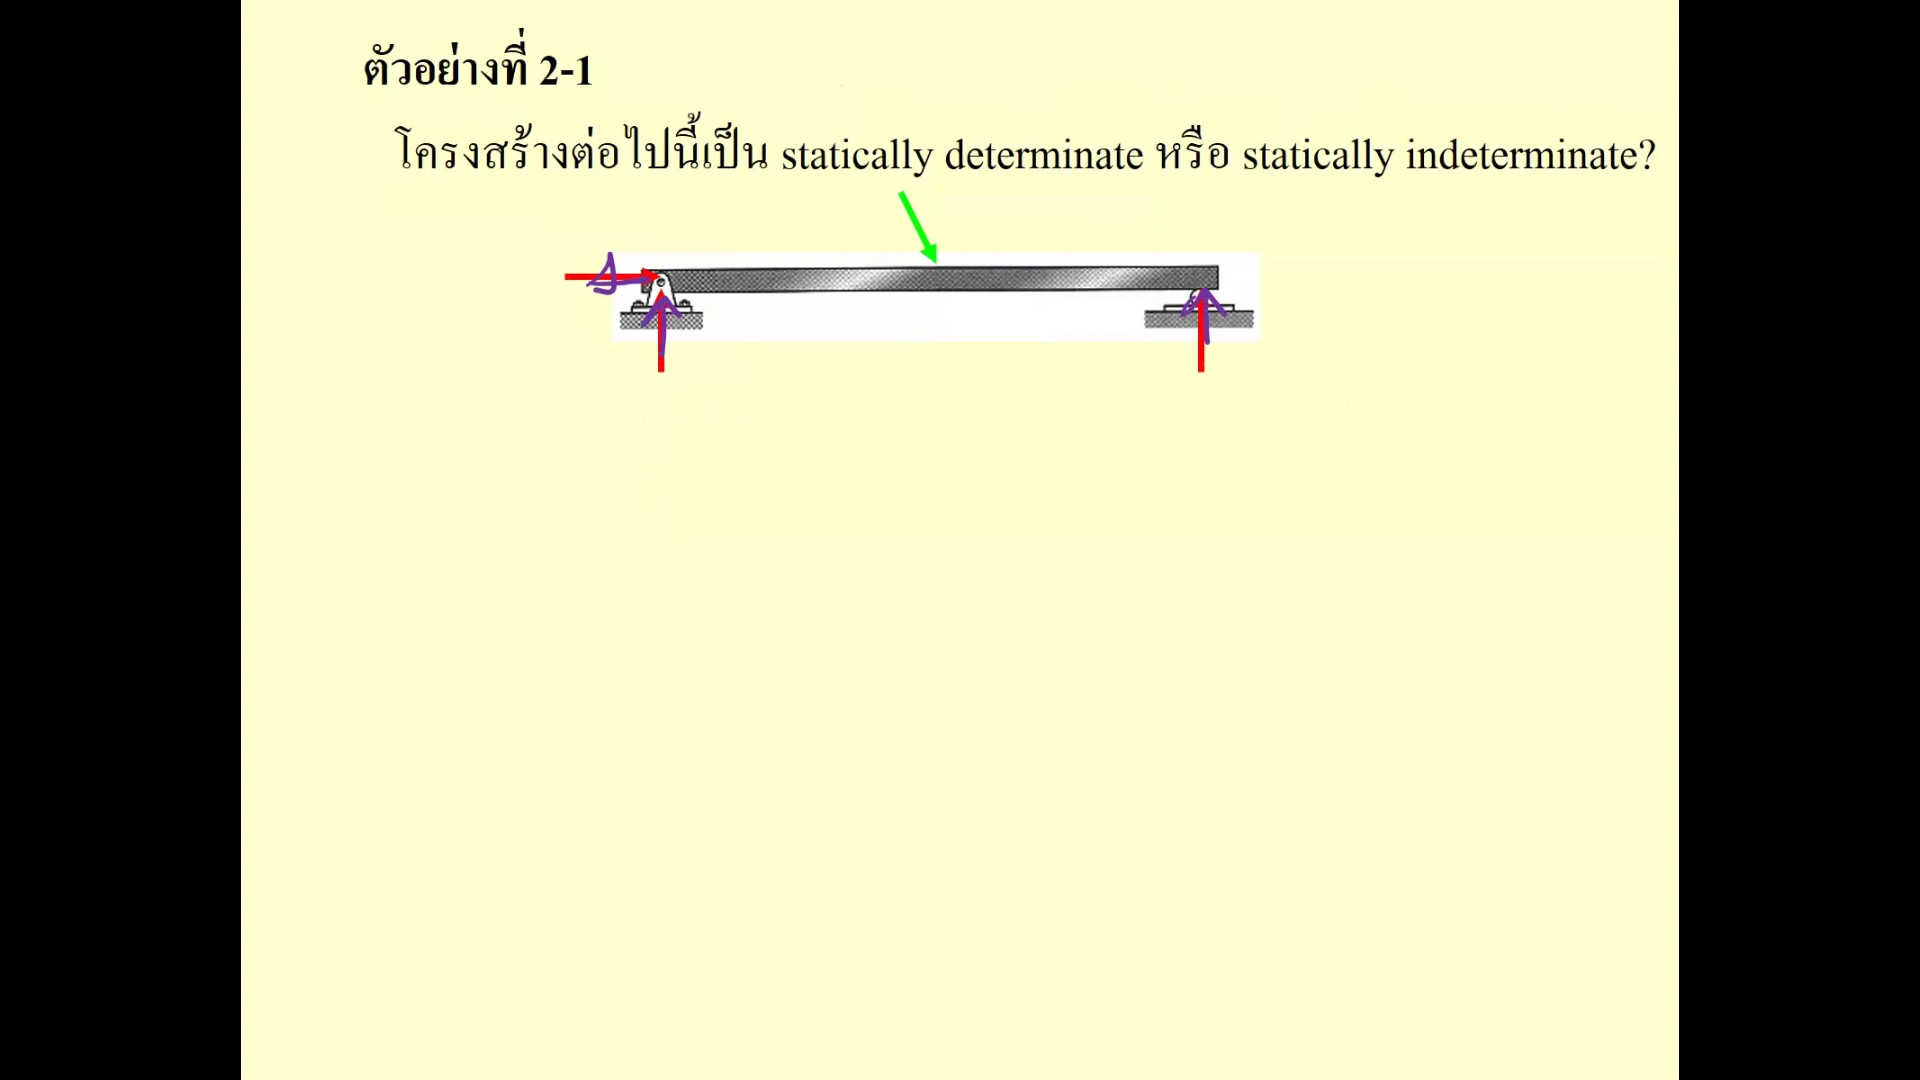 ตัวอย่างที่ 2-1
โครงสร้างต่อไปนี้เป็น statically determinate หรือ statically indeterminate?